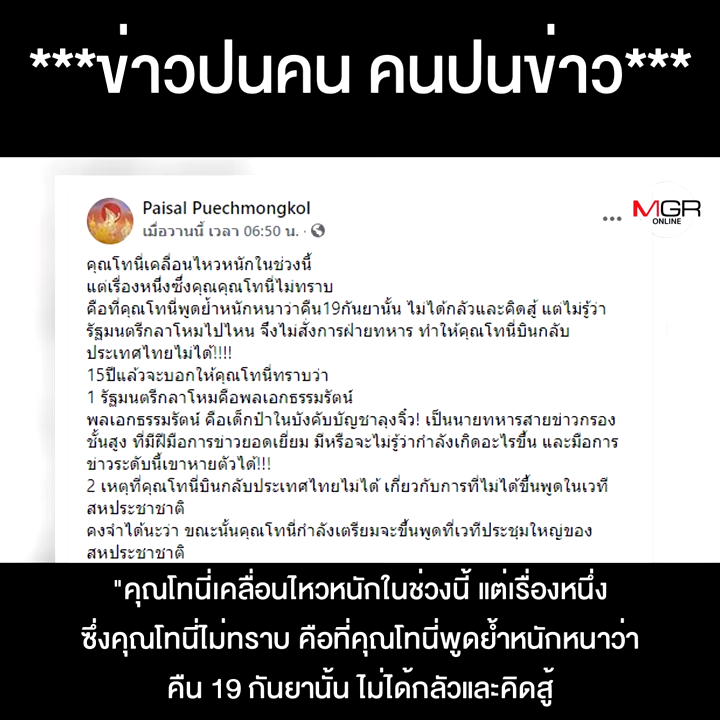 ***ข่าวปนคน คนปนข่าว***
Paisal Puechmongkol
เมื่อวานนี้ เวลา 06:50 น. ·
MGR
ONLINE
คุณโทนี่เคลื่อนไหวหนักในช่วงนี้
แต่เรื่องหนึ่งซึ่งคุณคุณโทนี่ไม่ทราบ
คือที่คุณโทนี่พูดย้ำหนักหนาว่าคืน19กันยานั้น ไม่ได้กลัวและคิดสู้ แต่ไม่รู้ว่า
รัฐมนตรีกลาโหมไปไหน จึงไม่สั่งการฝ่ายทหาร ทำให้คุณโทนี่บินกลับ
ประเทศไทยไม่ได้!!!!
15ปีแล้วจะบอกให้คุณโทนี่ทราบว่า
1 รัฐมนตรีกลาโหมคือพลเอกธรรมรัตน์
พลเอกธรรมรัตน์ คือเด็กป๋าในบังคับบัญชาลุงจิ๋ว! เป็นนายทหารสายข่าวกรอง
ชั้นสูง ที่มีฝีมือการข่าวยอดเยี่ยม มีหรือจะไม่รู้ว่ากำลังเกิดอะไรขึ้น และมือการ
ข่าวระดับนี้เขาหายตัวได้!!!
2 เหตุที่คุณโทนี่บินกลับประเทศไทยไม่ได้ เกี่ยวกับการที่ไม่ได้ขึ้นพูดในเวที
สหประชาชาติ
คงจำได้นะว่า ขณะนั้นคุณโทนี่กำลังเตรียมจะขึ้นพูดที่เวทีประชุมใหญ่ของ
สหประชาชาติ
"คุณโทนี่เคลื่อนไหวหนักในช่วงนี้ แต่เรื่องหนึ่ง
ซึ่งคุณโทนี่ไม่ทราบ คือที่คุณโทนี่พูดย้ำหนักหนาว่า
คืน 19 กันยานั้น ไม่ได้กลัวและคิดสู้